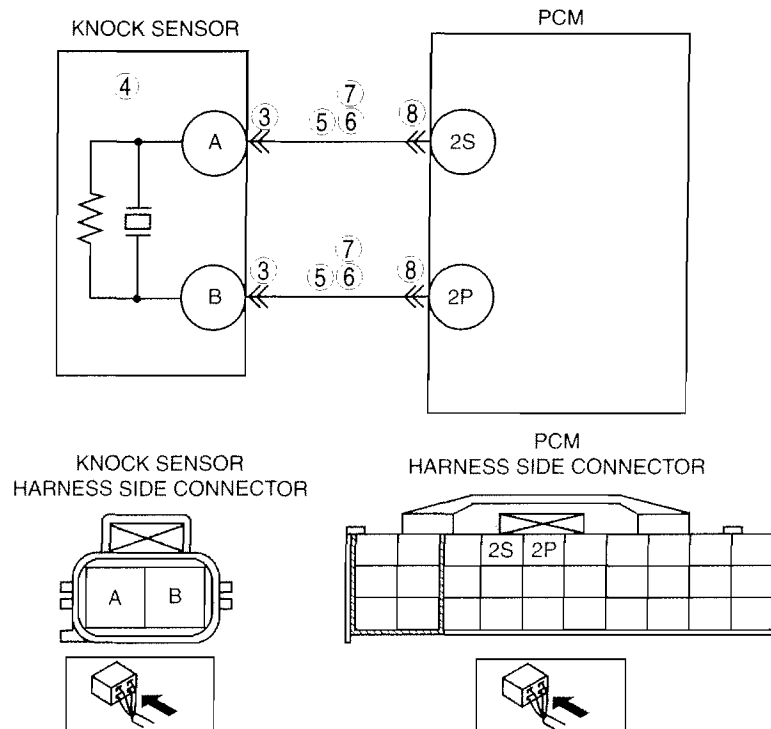 KNOCK SENSOR
PCM
4
7
3
5 6
8
A
2S
7
3
5 6
8
B
2P
KNOCK SENSOR
HARNESS SIDE CONNECTOR
PCM
HARNESS SIDE CONNECTOR
2S 2P
A B